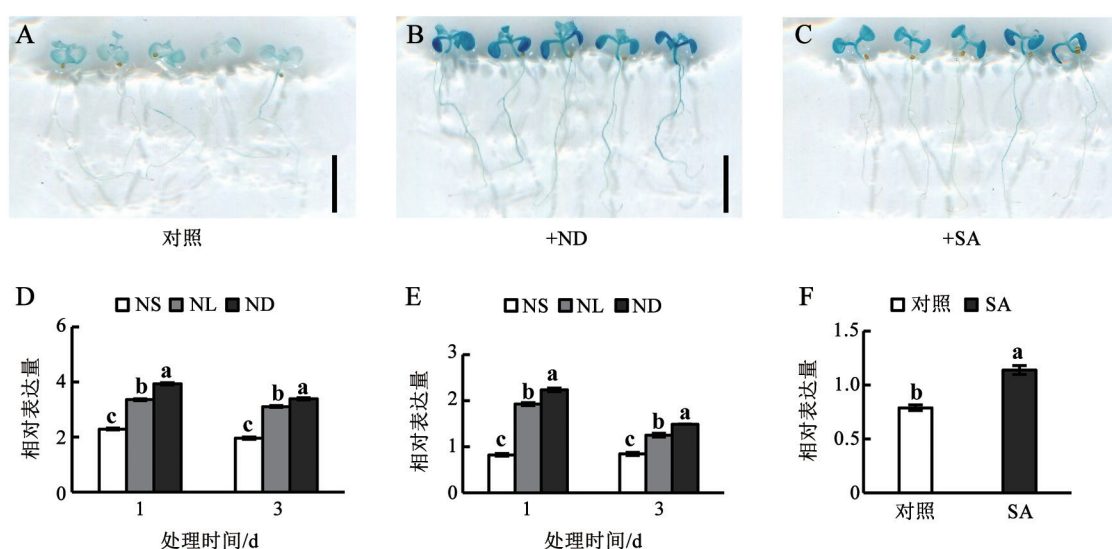 A
B
C
对照
+ND
+SA
D
NS NL ND
相对表达量
6
4
2
0
c b a
c b a
1 3
处理时间/d
E
NS NL ND
相对表达量
3
2
1
0
c b a
c b a
1 3
处理时间/d
F
对照 SA
相对表达量
1.5
1.0
0.5
0
b a
对照 SA